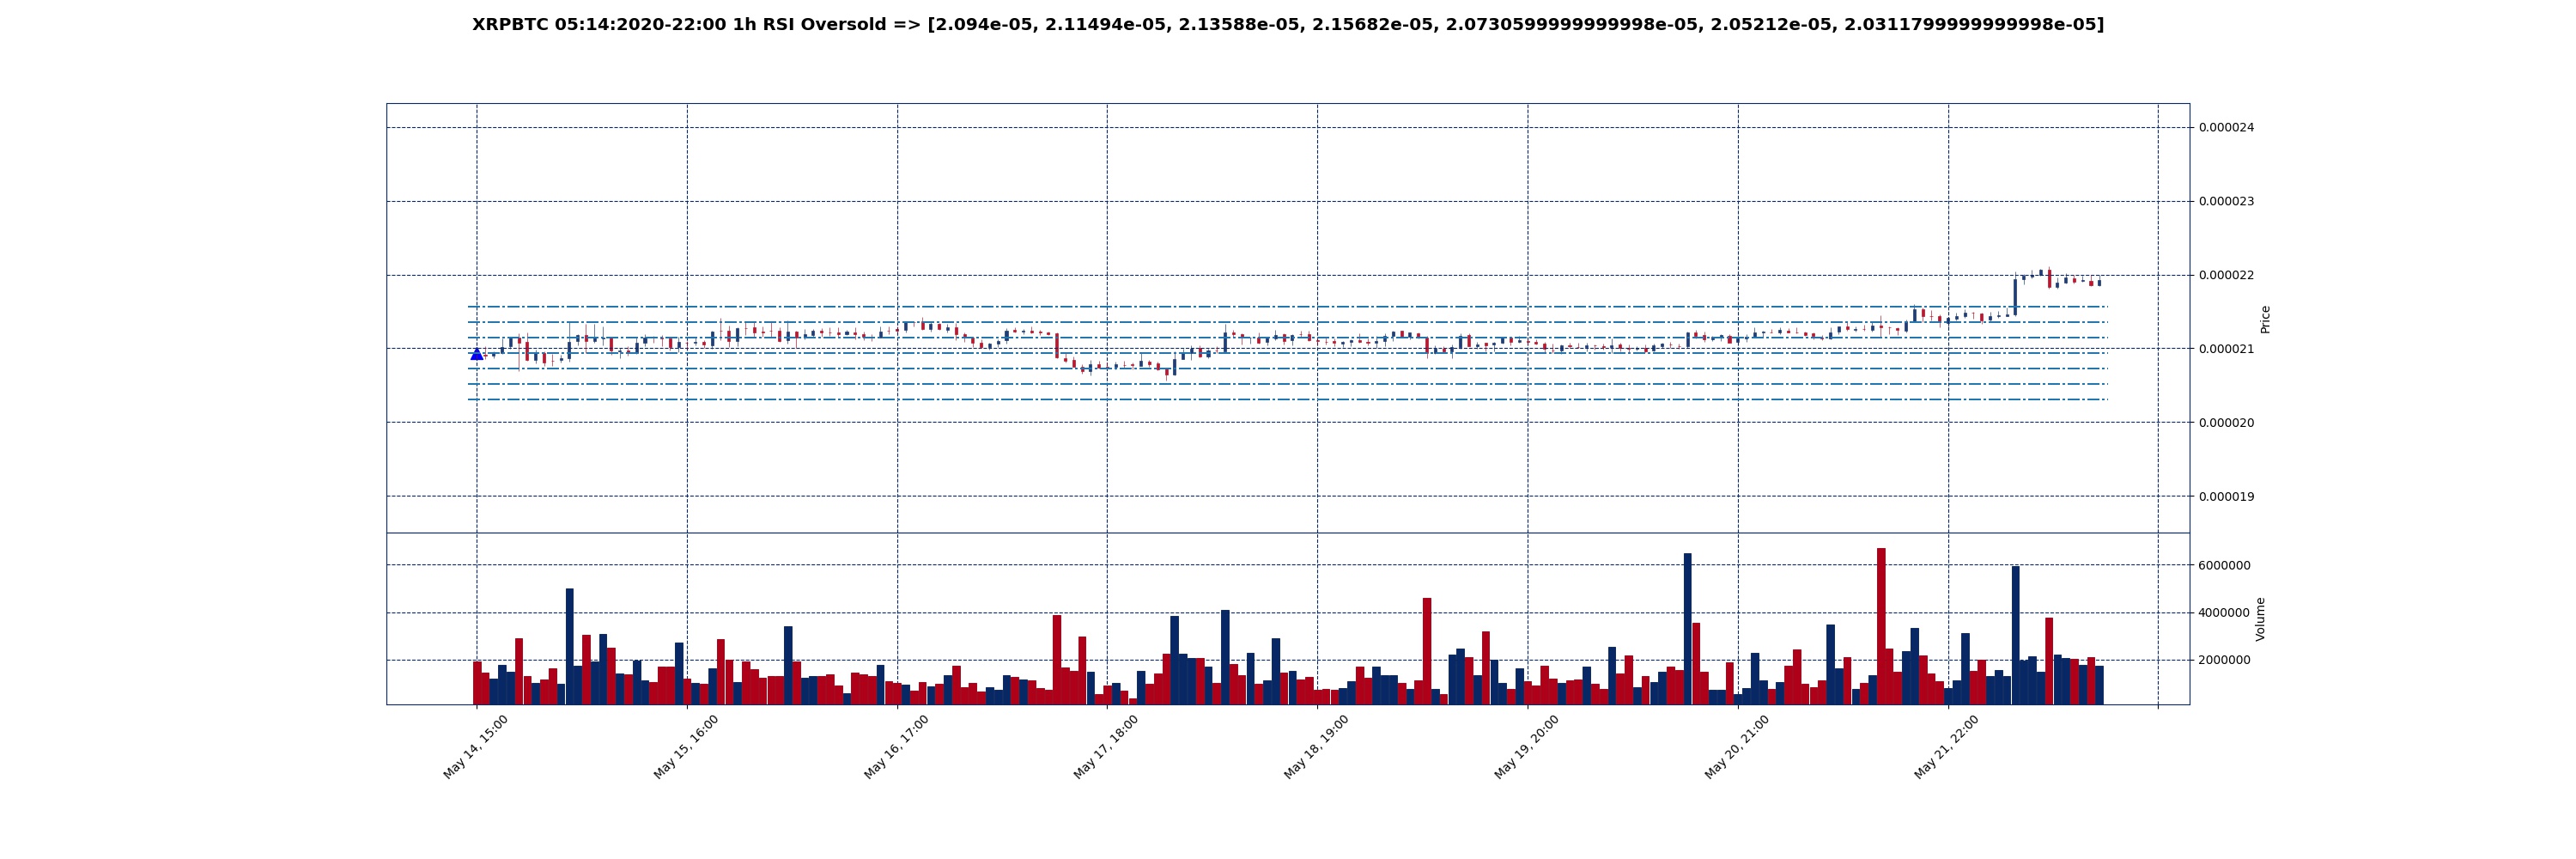 XRPBTC 05:14:2020-22:00 1h RSI Oversold => [2.094e-05, 2.11494e-05, 2.13588e-05, 2.15682e-05, 2.0730599999999998e-05, 2.05212e-05, 2.0311799999999998e-05]
0.000024
0.000023
0.000022
0.000021
0.000020
0.000019
Price
6000000
4000000
2000000
Volume
May 14, 15:00
May 15, 16:00
May 16, 17:00
May 17, 18:00
May 18, 19:00
May 19, 20:00
May 20, 21:00
May 21, 22:00